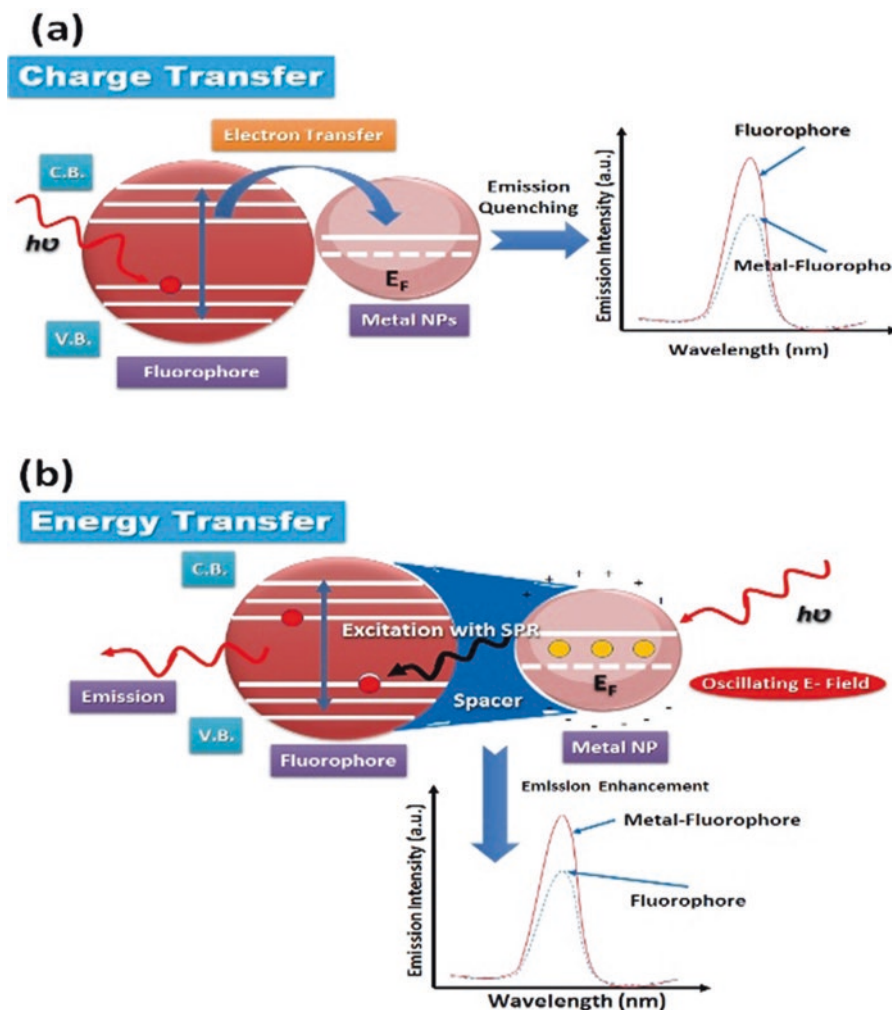 (a)
Charge Transfer
Electron Transfer
C.B.
hυ
V.B.
Fluorophore
E_F
Metal NPs
Emission
Quenching
Emission Intensity (a.u.)
Fluorophore
Metal-Fluoropho
Wavelength (nm)
(b)
Energy Transfer
C.B.
Excitation with SPR
hυ
Emission
Spacer
E_F
Oscillating E- Field
V.B.
Fluorophore
Metal NP
Emission Enhancement
Emission Intensity (a.u.)
Metal-Fluorophore
Fluorophore
Wavelength (nm)